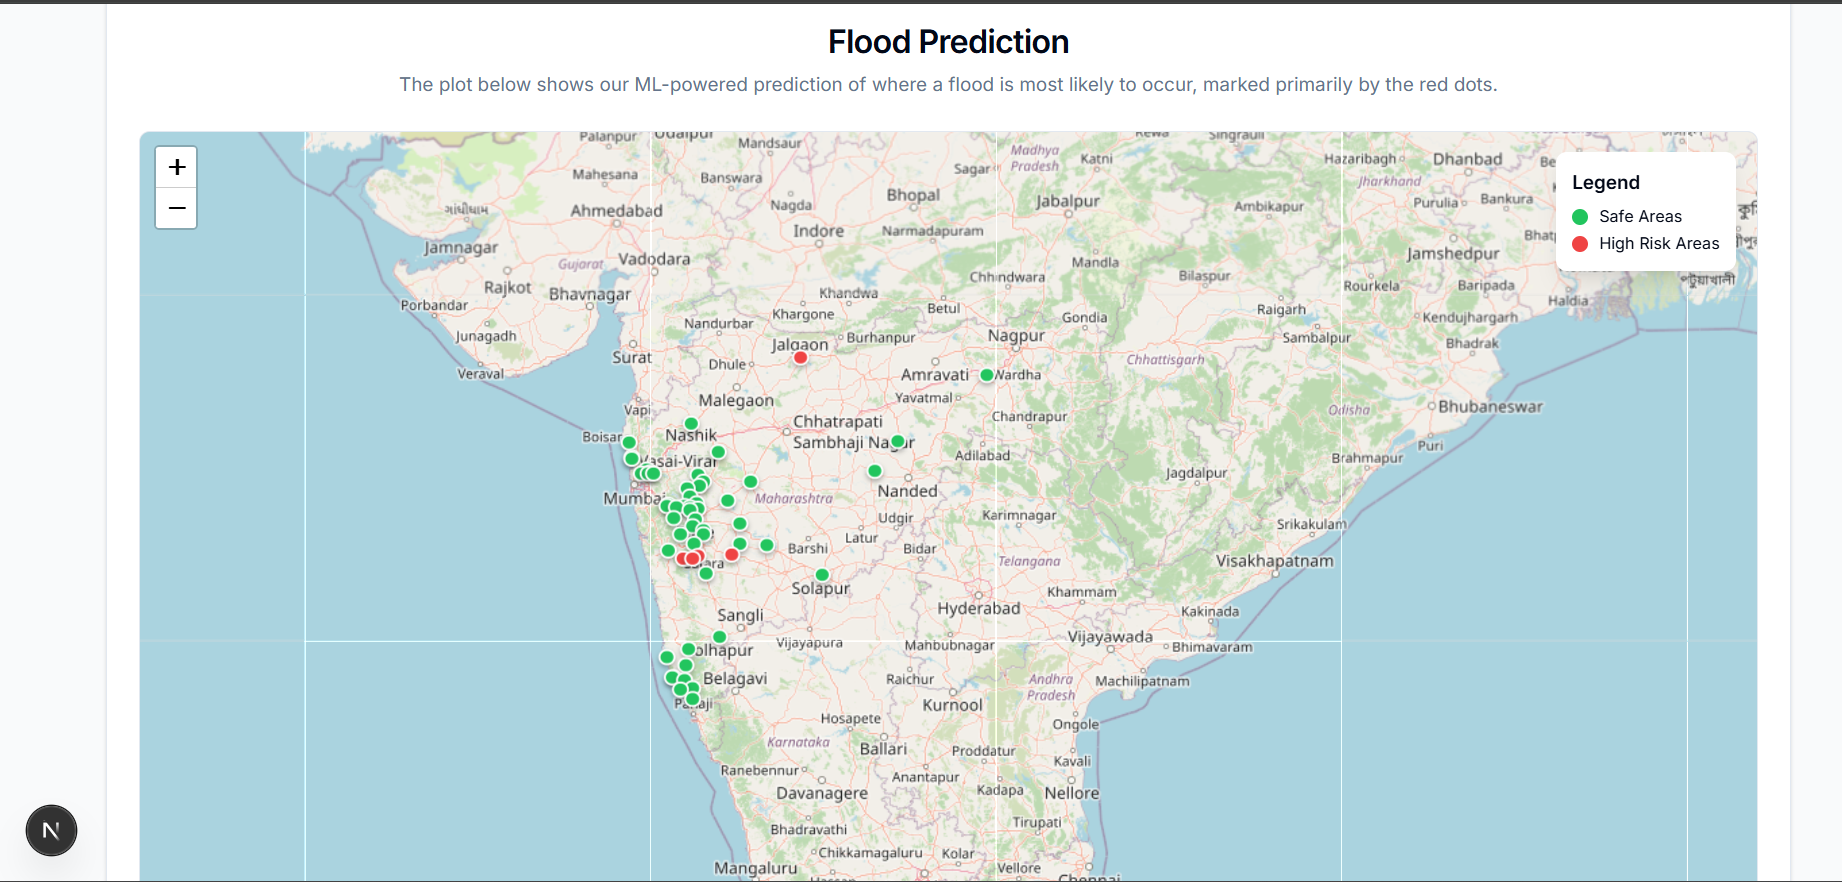 Flood Prediction
The plot below shows our ML-powered prediction of where a flood is most likely to occur, marked primarily by the red dots.
+
−
Legend
Safe Areas
High Risk Areas
Palanpur
Udaipur
Mandsaur
Rewa
Singrauli
Mahesana
Banswara
Sagar
Madhya
Pradesh
Katni
Hazaribagh
Dhanbad
Jharkhand
Ahmedabad
Nagda
Bhopal
Jabalpur
Ambikapur
Purulia
Bankura
Indore
Narmadapuram
Jamnagar
Gujarat
Vadodara
Chhindwara
Mandla
Bilaspur
Jamshedpur
Rajkot
Bhavnagar
Khandwa
Rourkela
Baripada
পটুয়াখালী
Porbandar
Khargone
Betul
Gondia
Raigarh
Kendujhargarh
Haldia
Junagadh
Nandurbar
Jalgaon
Burhanpur
Nagpur
Sambalpur
Bhadrak
Surat
Dhule
Chhattisgarh
Veraval
Amravati
Wardha
Vapi
Malegaon
Yavatmal
Chandrapur
Odisha
Bhubaneswar
Boisar
Nashik
Chhatrapati
Sambhaji Nagar
Puri
Vasai-Virar
Adilabad
Brahmapur
Mumbai
Maharashtra
Nanded
Jagdalpur
Udgir
Karimnagar
Srikakulam
Latur
Barshi
Bidar
Telangana
Visakhapatnam
Solapur
Khammam
Sangli
Hyderabad
Kakinada
Vijayapura
Mahbubnagar
Vijayawada
Bhimavaram
olhapur
Belagavi
Raichur
Andhra
Pradesh
Machilipatnam
Panaji
Kurnool
Hosapete
Ongole
Karnataka
Ballari
Proddatur
Ranebennur
Anantapur
Kavali
Davanagere
Kadapa
Nellore
Bhadravathi
Tirupati
Chikkamagaluru
Kolar
Mangaluru
Vellore
Chennai
N